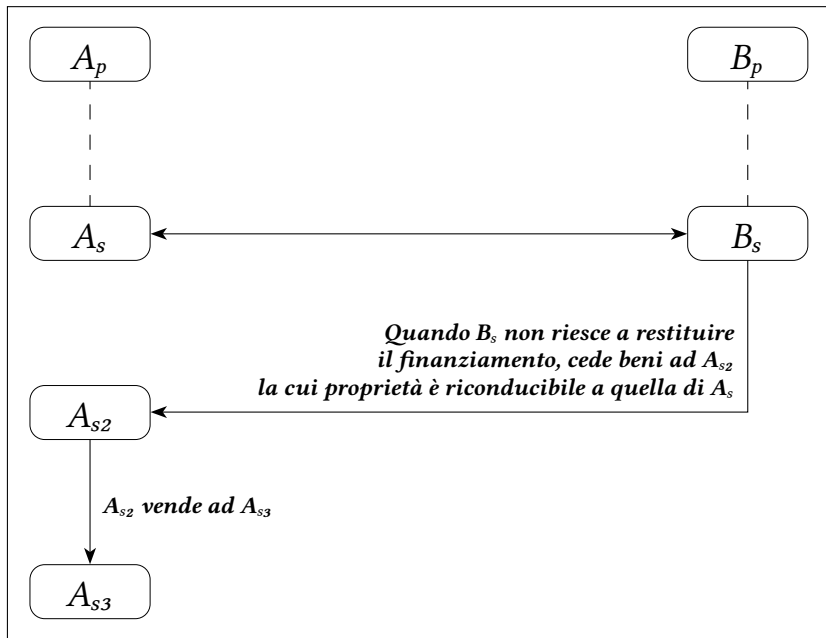 A_p
B_p
A_s
B_s
Quando B_s non riesce a restituire
il finanziamento, cede beni ad A_s2
la cui proprietà è riconducibile a quella di A_s
A_s2
A_s2 vende ad A_s3
A_s3